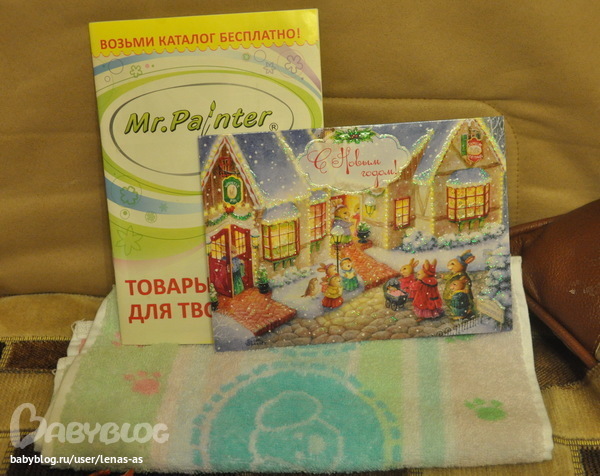 ВОЗЬМИ КАТАЛОГ БЕСПЛАТНО!
Mr.Painter®
С Новым
годом!
ТОВАРЫ
ДЛЯ ТВО
BABYBLOG
babyblog.ru/user/lenas-as